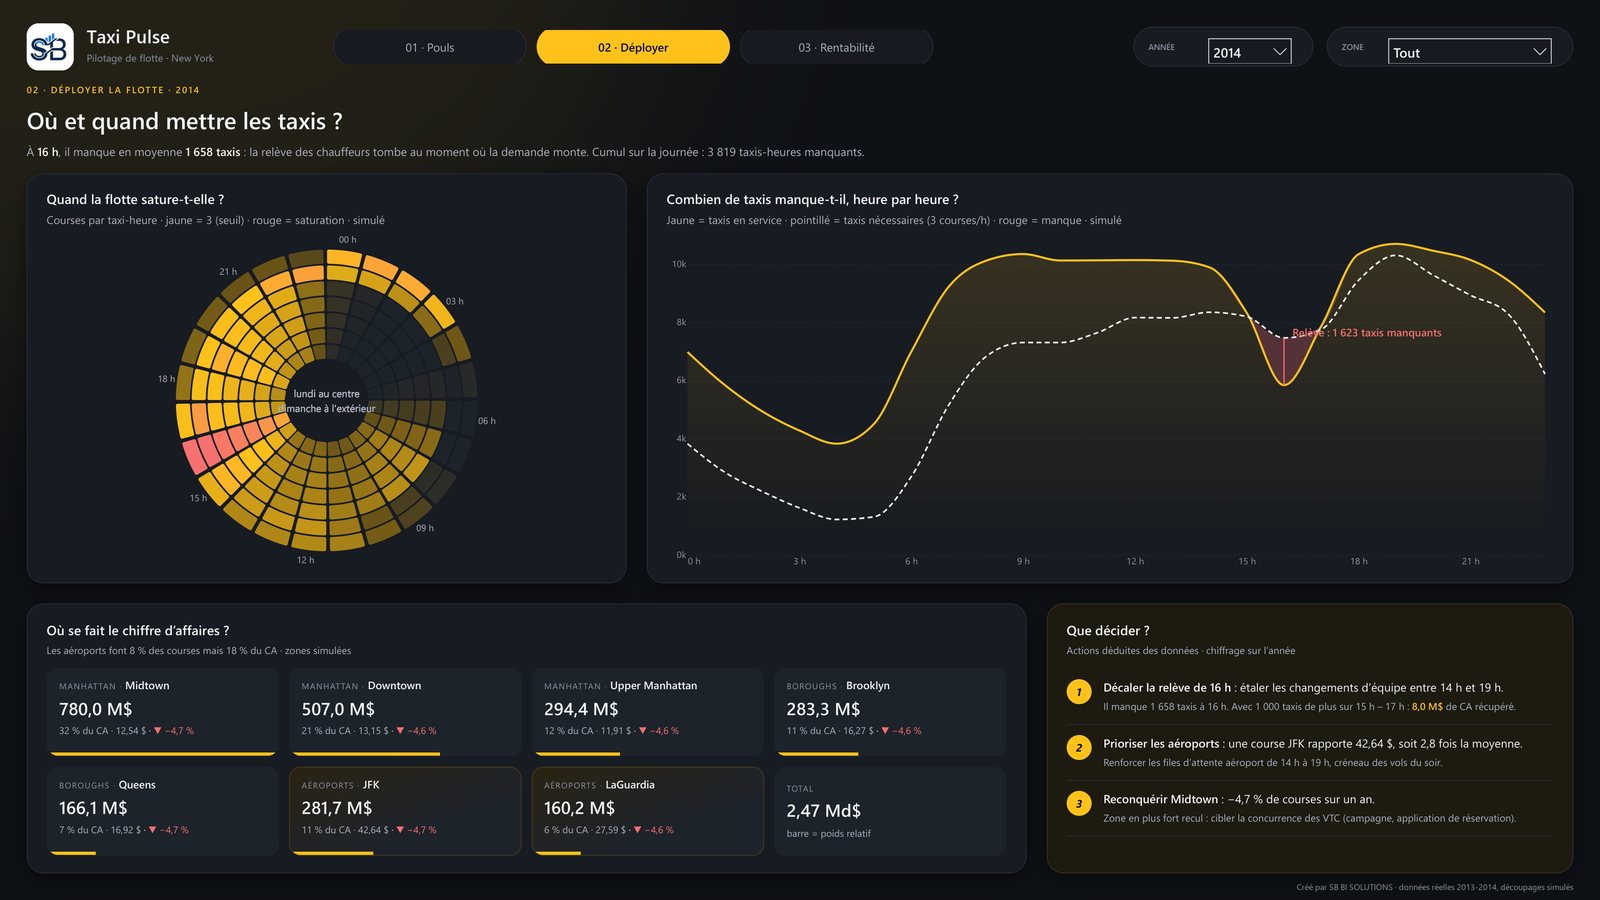 SB
Taxi Pulse
Pilotage de flotte · New York
01 · Pouls
02 · Déployer
03 · Rentabilité
ANNÉE
2014
ZONE
Tout
02 · DÉPLOYER LA FLOTTE · 2014
Où et quand mettre les taxis ?
À 16 h, il manque en moyenne 1 658 taxis : la relève des chauffeurs tombe au moment où la demande monte. Cumul sur la journée : 3 819 taxis-heures manquants.
Quand la flotte sature-t-elle ?
Courses par taxi-heure · jaune = 3 (seuil) · rouge = saturation · simulé
00 h
03 h
06 h
09 h
12 h
15 h
18 h
21 h
lundi au centre
dimanche à l'extérieur
Combien de taxis manque-t-il, heure par heure ?
Jaune = taxis en service · pointillé = taxis nécessaires (3 courses/h) · rouge = manque · simulé
10k
8k
6k
4k
2k
0k
Relève : 1 623 taxis manquants
0 h
3 h
6 h
9 h
12 h
15 h
18 h
21 h
Où se fait le chiffre d’affaires ?
Les aéroports font 8 % des courses mais 18 % du CA · zones simulées
MANHATTAN · Midtown
780,0 M$
32 % du CA · 12,54 $ · ▼ −4,7 %
MANHATTAN · Downtown
507,0 M$
21 % du CA · 13,15 $ · ▼ −4,6 %
MANHATTAN · Upper Manhattan
294,4 M$
12 % du CA · 11,91 $ · ▼ −4,6 %
BOROUGHS · Brooklyn
283,3 M$
11 % du CA · 16,27 $ · ▼ −4,6 %
BOROUGHS · Queens
166,1 M$
7 % du CA · 16,92 $ · ▼ −4,7 %
AÉROPORTS · JFK
281,7 M$
11 % du CA · 42,64 $ · ▼ −4,7 %
AÉROPORTS · LaGuardia
160,2 M$
6 % du CA · 27,59 $ · ▼ −4,6 %
TOTAL
2,47 Md$
barre = poids relatif
Que décider ?
Actions déduites des données · chiffrage sur l’année
1
Décaler la relève de 16 h : étaler les changements d’équipe entre 14 h et 19 h.
Il manque 1 658 taxis à 16 h. Avec 1 000 taxis de plus sur 15 h – 17 h : 8,0 M$ de CA récupéré.
2
Prioriser les aéroports : une course JFK rapporte 42,64 $, soit 2,8 fois la moyenne.
Renforcer les files d’attente aéroport de 14 h à 19 h, créneau des vols du soir.
3
Reconquérir Midtown : −4,7 % de courses sur un an.
Zone en plus fort recul : cibler la concurrence des VTC (campagne, application de réservation).
Créé par SB BI SOLUTIONS · données réelles 2013-2014, découpages simulés